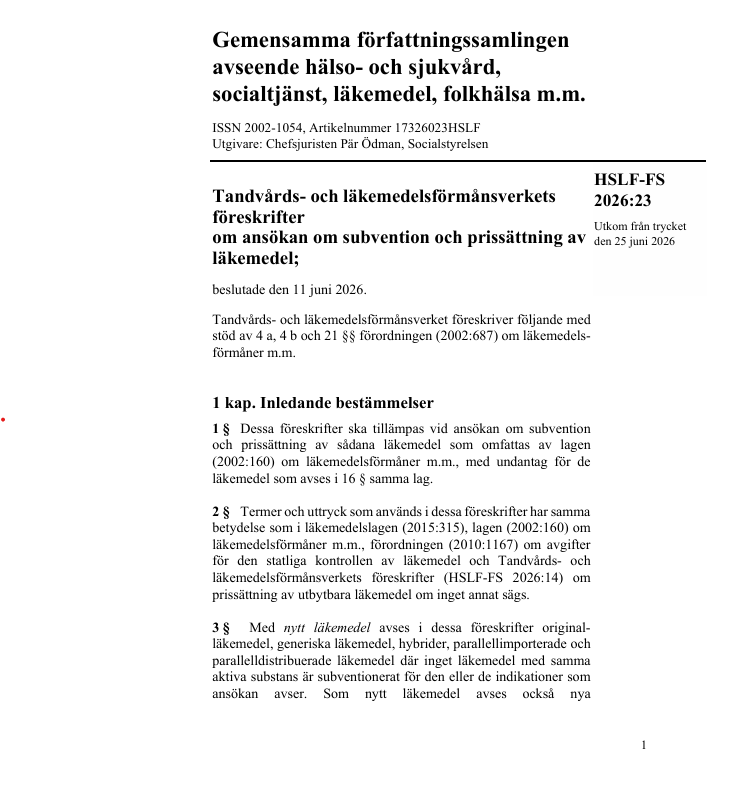 Gemensamma författningssamlingen
avseende hälso- och sjukvård,
socialtjänst, läkemedel, folkhälsa m.m.
ISSN 2002-1054, Artikelnummer 17326023HSLF
Utgivare: Chefsjuristen Pär Ödman, Socialstyrelsen
HSLF-FS
2026:23
Utkom från trycket
den 25 juni 2026
Tandvårds- och läkemedelsförmånsverkets
föreskrifter
om ansökan om subvention och prissättning av
läkemedel;
beslutade den 11 juni 2026.
Tandvårds- och läkemedelsförmånsverket föreskriver följande med
stöd av 4 a, 4 b och 21 §§ förordningen (2002:687) om läkemedels-
förmåner m.m.
1 kap. Inledande bestämmelser
1 § Dessa föreskrifter ska tillämpas vid ansökan om subvention
och prissättning av sådana läkemedel som omfattas av lagen
(2002:160) om läkemedelsförmåner m.m., med undantag för de
läkemedel som avses i 16 § samma lag.
2 § Termer och uttryck som används i dessa föreskrifter har samma
betydelse som i läkemedelslagen (2015:315), lagen (2002:160) om
läkemedelsförmåner m.m., förordningen (2010:1167) om avgifter
för den statliga kontrollen av läkemedel och Tandvårds- och
läkemedelsförmånsverkets föreskrifter (HSLF-FS 2026:14) om
prissättning av utbytbara läkemedel om inget annat sägs.
3 § Med nytt läkemedel avses i dessa föreskrifter original-
läkemedel, generiska läkemedel, hybrider, parallellimporterade och
parallelldistribuerade läkemedel där inget läkemedel med samma
aktiva substans är subventionerat för den eller de indikationer som
ansökan avser. Som nytt läkemedel avses också nya
1